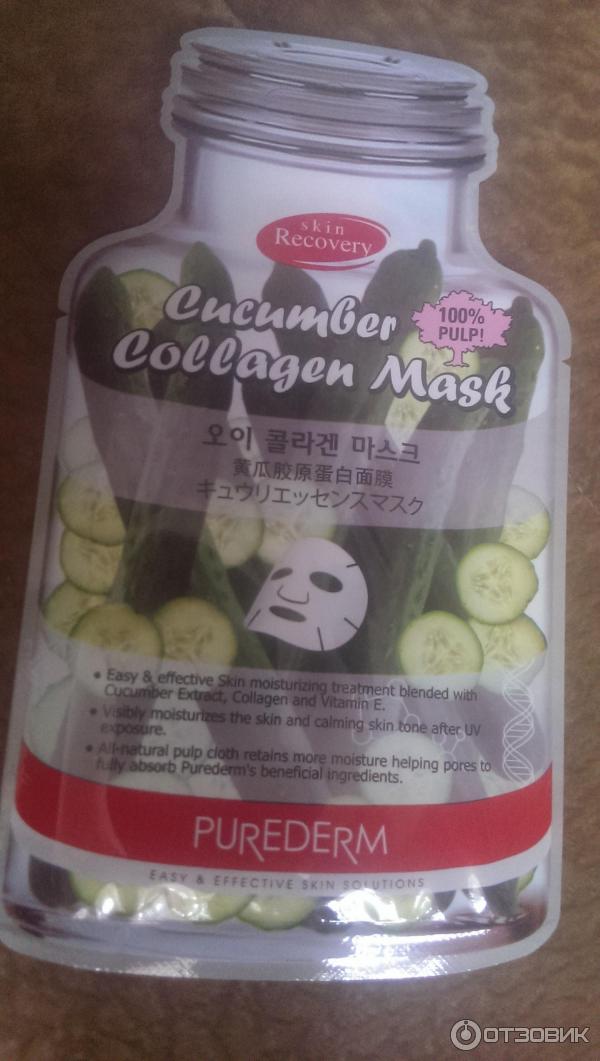 skin
Recovery
Cucumber
100%
PULP!
Collagen Mask
오이 콜라겐 마스크
黄瓜胶原蛋白面膜
キュウリエッセンスマスク
• Easy & effective Skin moisturizing treatment blended with
Cucumber Extract, Collagen and Vitamin E.
• Visibly moisturizes the skin and calming skin tone after UV
exposure.
• All-natural pulp cloth retains more moisture helping pores to
fully absorb Purederm's beneficial ingredients.
PUREDERM
EASY & EFFECTIVE SKIN SOLUTIONS
ОТЗОВИК